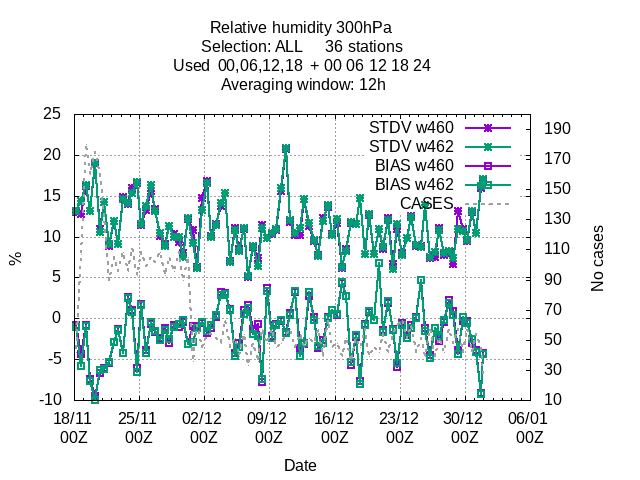 Relative humidity 300hPa
Selection: ALL 36 stations
Used 00,06,12,18 + 00 06 12 18 24
Averaging window: 12h
STDV w460
STDV w462
BIAS w460
BIAS w462
CASES
%
25
20
15
10
5
0
-5
-10
No cases
190
170
150
130
110
90
70
50
30
10
18/11 00Z
25/11 00Z
02/12 00Z
09/12 00Z
16/12 00Z
23/12 00Z
30/12 00Z
06/01 00Z
Date